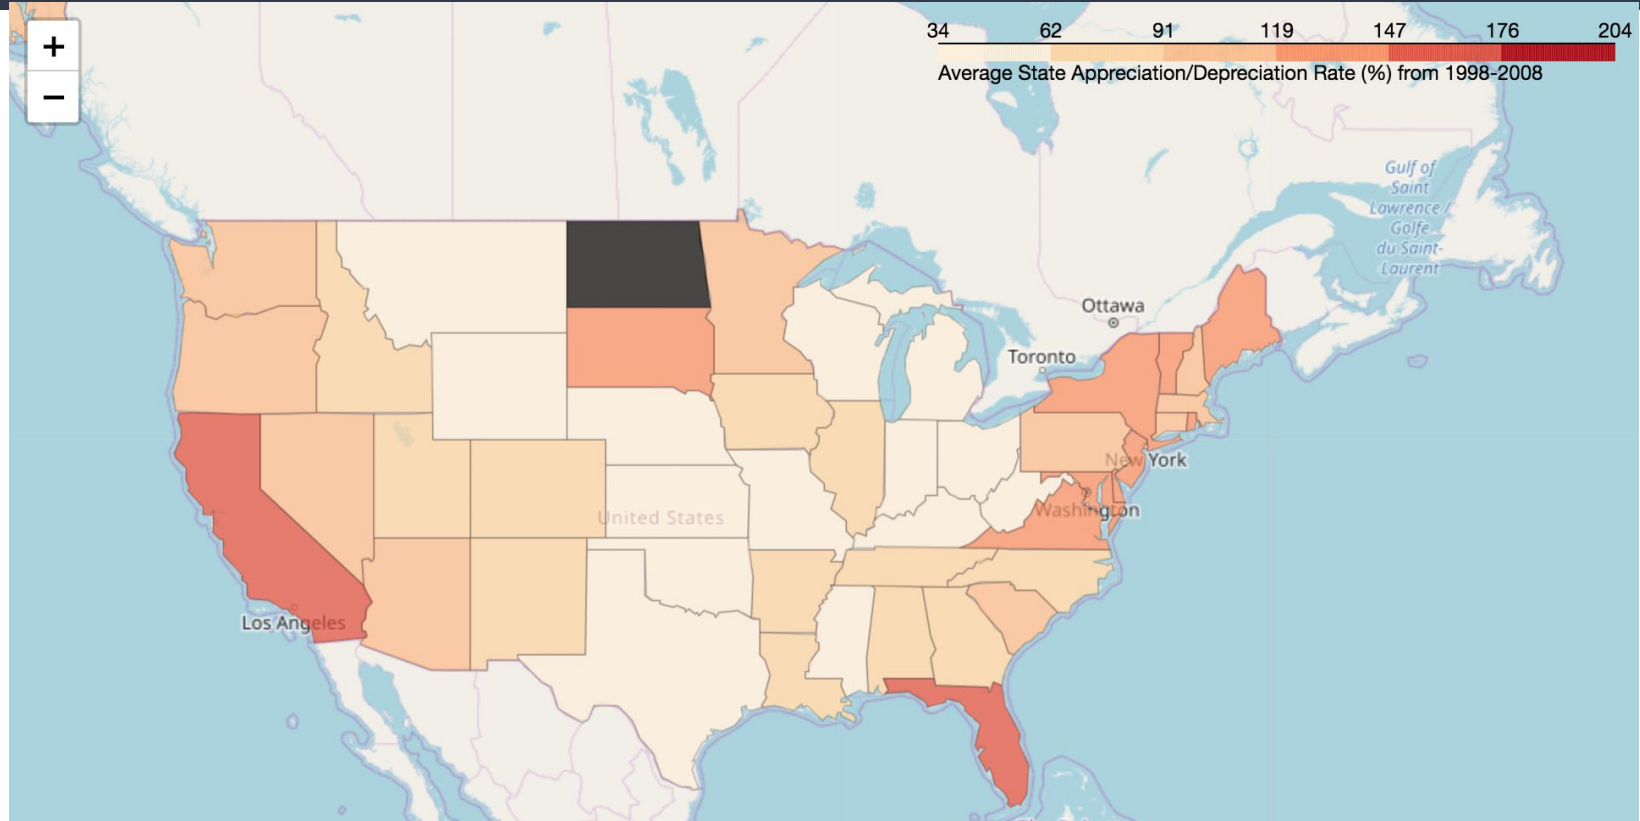 +
−
34 62 91 119 147 176 204
Average State Appreciation/Depreciation Rate (%) from 1998-2008
Gulf of
Saint
Lawrence /
Golfe
du Saint-
Laurent
Ottawa
Toronto
New York
Washington
United States
Los Angeles